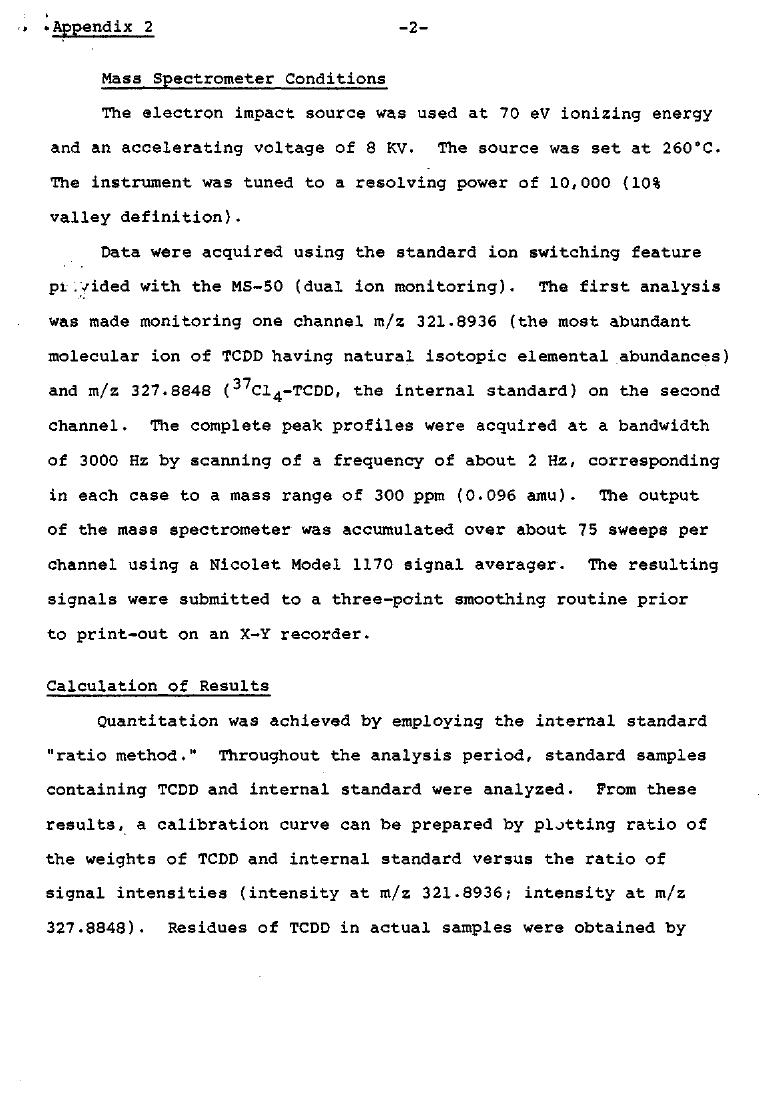 Appendix 2 -2-
Mass Spectrometer Conditions
The electron impact source was used at 70 eV ionizing energy
and an accelerating voltage of 8 KV. The source was set at 260°C.
The instrument was tuned to a resolving power of 10,000 (10%
valley definition).
Data were acquired using the standard ion switching feature
provided with the MS-50 (dual ion monitoring). The first analysis
was made monitoring one channel m/z 321.8936 (the most abundant
molecular ion of TCDD having natural isotopic elemental abundances)
and m/z 327.8848 (³⁷Cl₄-TCDD, the internal standard) on the second
channel. The complete peak profiles were acquired at a bandwidth
of 3000 Hz by scanning of a frequency of about 2 Hz, corresponding
in each case to a mass range of 300 ppm (0.096 amu). The output
of the mass spectrometer was accumulated over about 75 sweeps per
channel using a Nicolet Model 1170 signal averager. The resulting
signals were submitted to a three-point smoothing routine prior
to print-out on an X-Y recorder.
Calculation of Results
Quantitation was achieved by employing the internal standard
"ratio method." Throughout the analysis period, standard samples
containing TCDD and internal standard were analyzed. From these
results, a calibration curve can be prepared by plotting ratio of
the weights of TCDD and internal standard versus the ratio of
signal intensities (intensity at m/z 321.8936; intensity at m/z
327.8848). Residues of TCDD in actual samples were obtained by